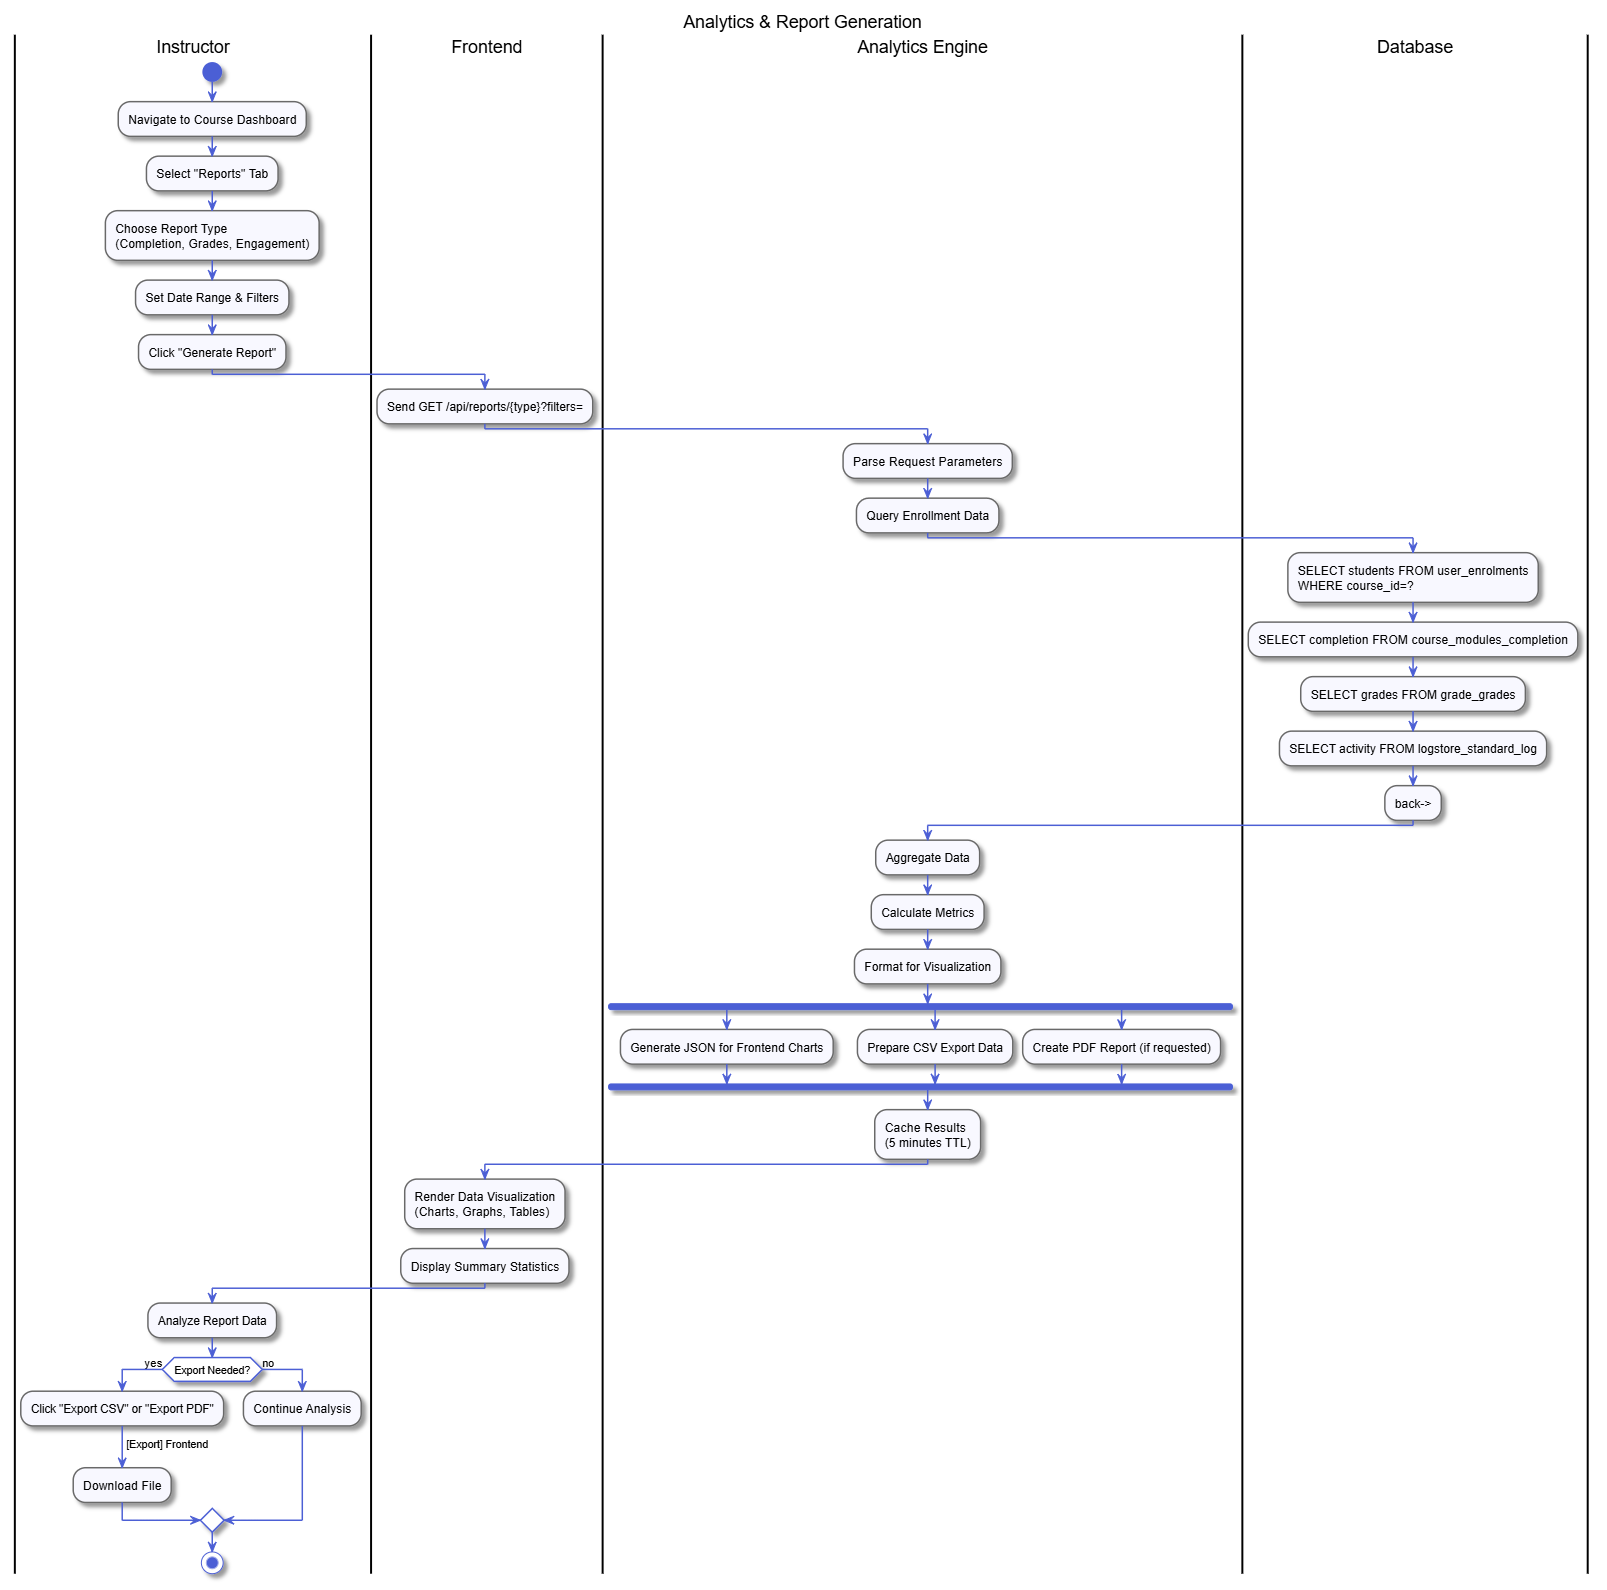 Analytics & Report Generation
Instructor
Frontend
Analytics Engine
Database
Navigate to Course Dashboard
Select "Reports" Tab
Choose Report Type
(Completion, Grades, Engagement)
Set Date Range & Filters
Click "Generate Report"
Send GET /api/reports/{type}?filters=
Parse Request Parameters
Query Enrollment Data
SELECT students FROM user_enrolments
WHERE course_id=?
SELECT completion FROM course_modules_completion
SELECT grades FROM grade_grades
SELECT activity FROM logstore_standard_log
back->
Aggregate Data
Calculate Metrics
Format for Visualization
Generate JSON for Frontend Charts
Prepare CSV Export Data
Create PDF Report (if requested)
Cache Results
(5 minutes TTL)
Render Data Visualization
(Charts, Graphs, Tables)
Display Summary Statistics
Analyze Report Data
yes
Export Needed?
no
Click "Export CSV" or "Export PDF"
Continue Analysis
[Export] Frontend
Download File